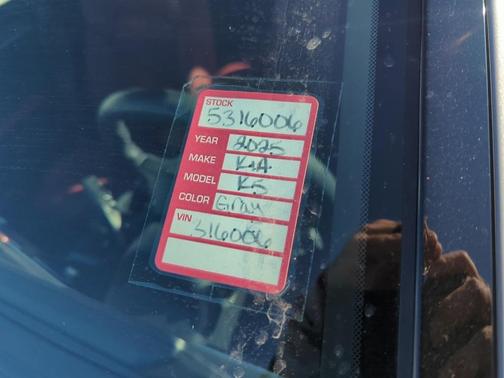 STOCK
5316006
YEAR 2025
MAKE KIA
MODEL K5
COLOR Gray
VIN
316006